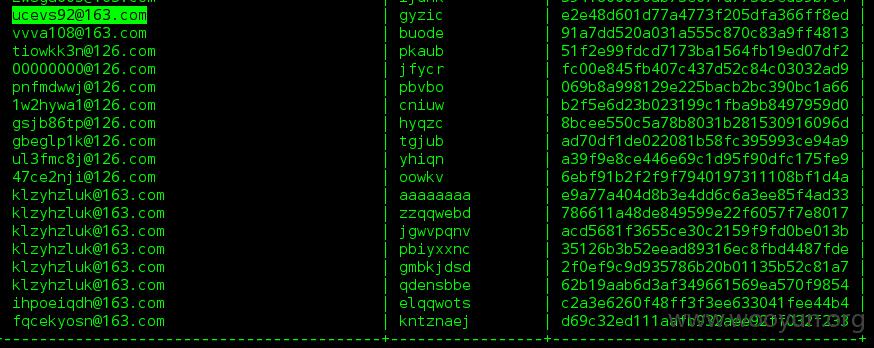 ucevs92@163.com | gyzic | e2e48d601d77a4773f205dfa366ff8ed |
vvva108@163.com | buode | 91a7dd520a031a555c870c83a9ff4813 |
tiowkk3n@126.com | pkaub | 51f2e99fdcd7173ba1564fb19ed07df2 |
00000000@126.com | jfycr | fc00e845fb407c437d52c84c03032ad9 |
pnfmdwwj@126.com | pbvbo | 069b8a998129e225bacb2bc390bc1a66 |
1w2hywa1@126.com | cniuw | b2f5e6d23b023199c1fba9b8497959d0 |
gsjb86tp@126.com | hyqzc | 8bcee550c5a78b8031b281530916096d |
gbeglp1k@126.com | tgjub | ad70df1de022081b58fc395993ce94a9 |
ul3fmc8j@126.com | yhiqn | a39f9e8ce446e69c1d95f90dfc175fe9 |
47ce2nji@126.com | oowkv | 6ebf91b2f2f9f7940197311108bf1d4a |
klzyhzluk@163.com | aaaaaaaa | e9a77a404d8b3e4dd6c6a3ee85f4ad33 |
klzyhzluk@163.com | zzqqwebd | 786611a48de849599e22f6057f7e8017 |
klzyhzluk@163.com | jgwvpqnv | acd5681f3655ce30c2159f9fd0be013b |
klzyhzluk@163.com | pbiyxxnc | 35126b3b52eead89316ec8fbd4487fde |
klzyhzluk@163.com | gmbkjdsd | 2f0ef9c9d935786b20b01135b52c81a7 |
klzyhzluk@163.com | qdensbbe | 62b19aab6d3af349661569ea570f9854 |
ihpoeiqdh@163.com | elqqwots | c2a3e6260f48ff3f3ee633041fee44b4 |
fqcekyosn@163.com | kntznaej |
www.wooyun.org